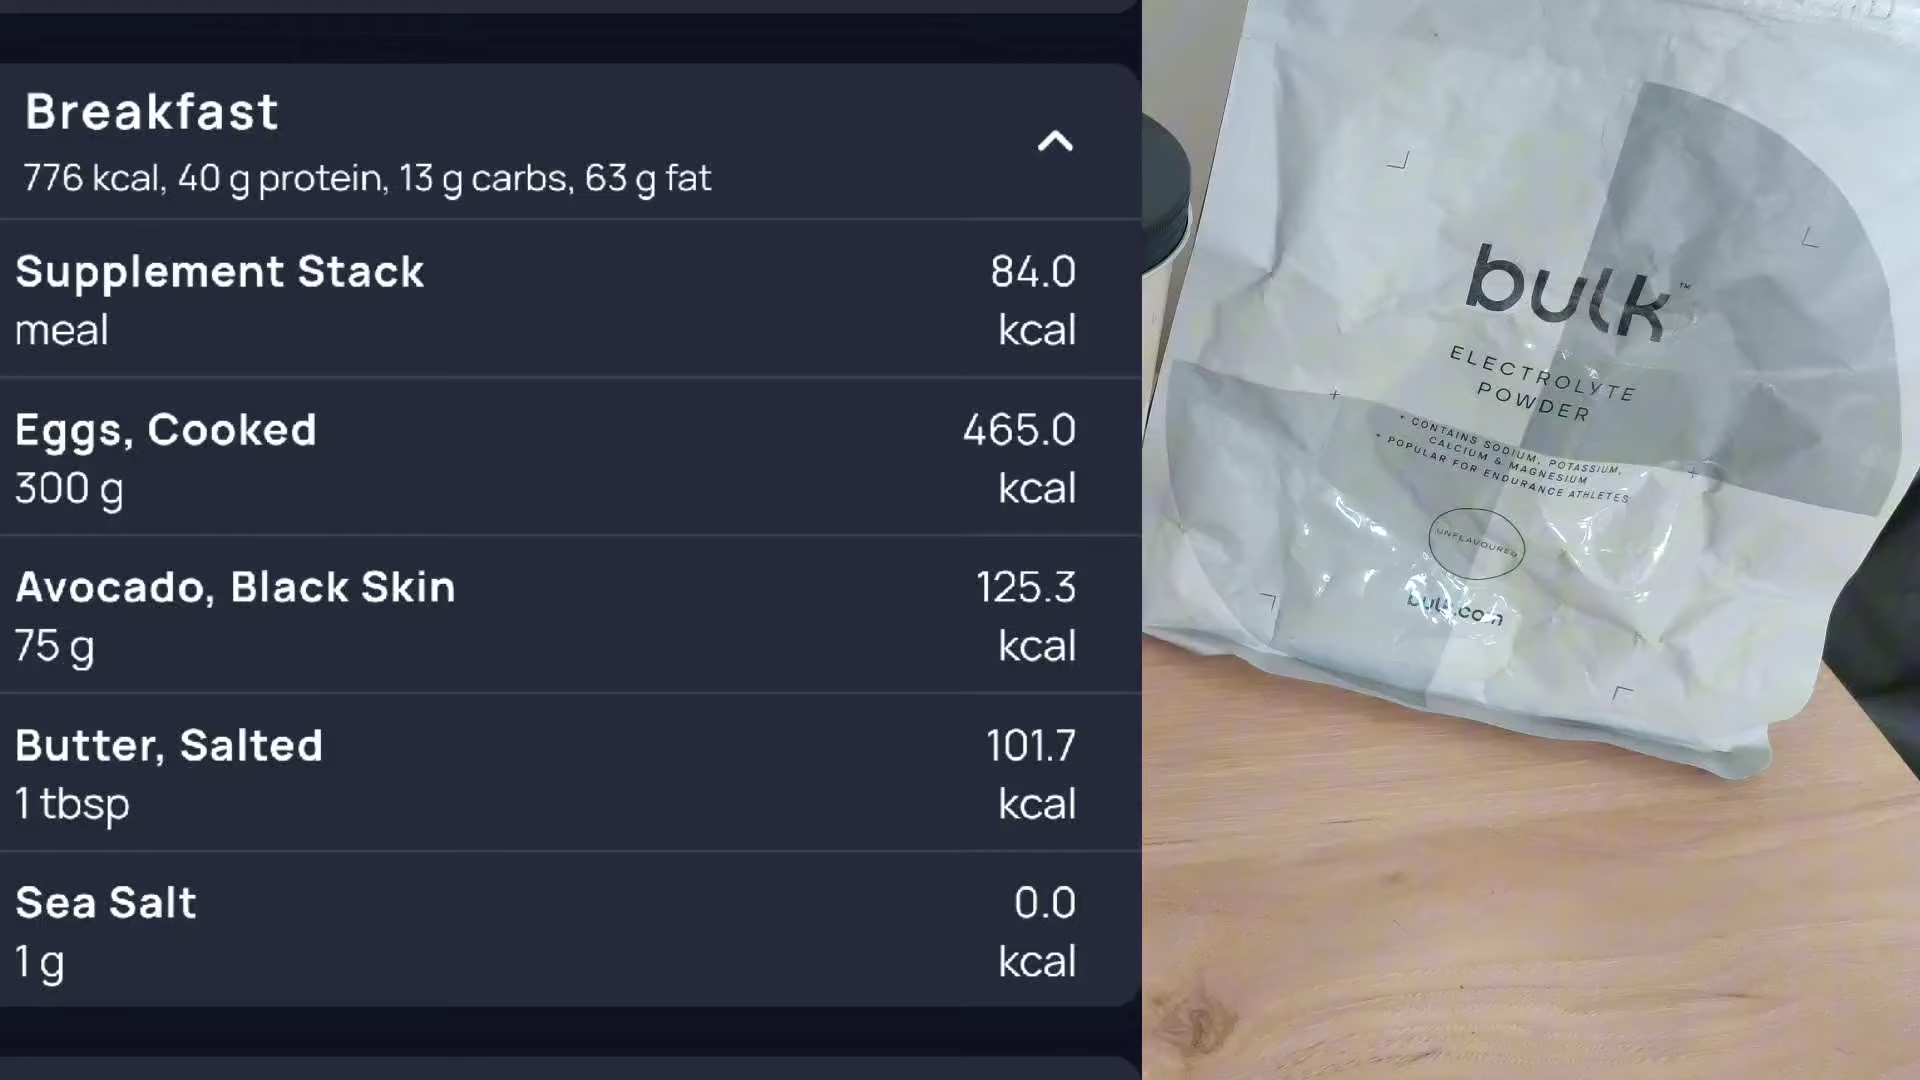 Breakfast
776 kcal, 40 g protein, 13 g carbs, 63 g fat
Supplement Stack
84.0
meal
kcal
Eggs, Cooked
465.0
300 g
kcal
Avocado, Black Skin
125.3
75 g
kcal
Butter, Salted
101.7
1 tbsp
kcal
Sea Salt
0.0
1 g
kcal
bulk™
ELECTROLYTE
POWDER
+ CONTAINS SODIUM, POTASSIUM,
CALCIUM & MAGNESIUM
+ POPULAR FOR ENDURANCE ATHLETES
UNFLAVOURED
bulk.com